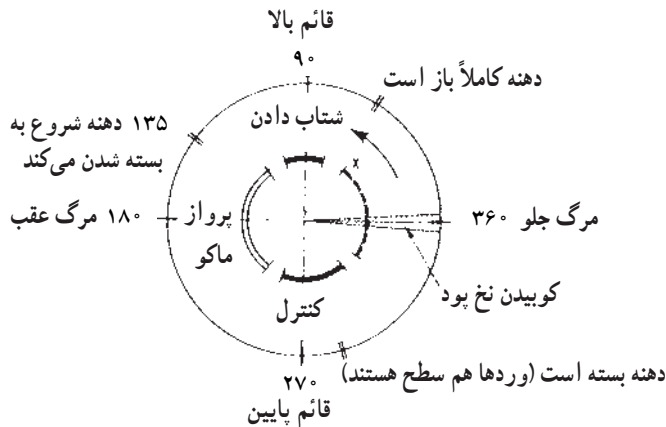 قائم بالا
۹۰
دهنه کاملاً باز است
شتاب دادن
۱۳۵ دهنه شروع به
بسته شدن می‌کند
x
مرگ جلو ۳۶۰
۱۸۰ مرگ عقب
پرواز
ماکو
کوبیدن نخ پود
کنترل
دهنه بسته است (وردها هم سطح هستند)
۲۷۰
قائم پایین